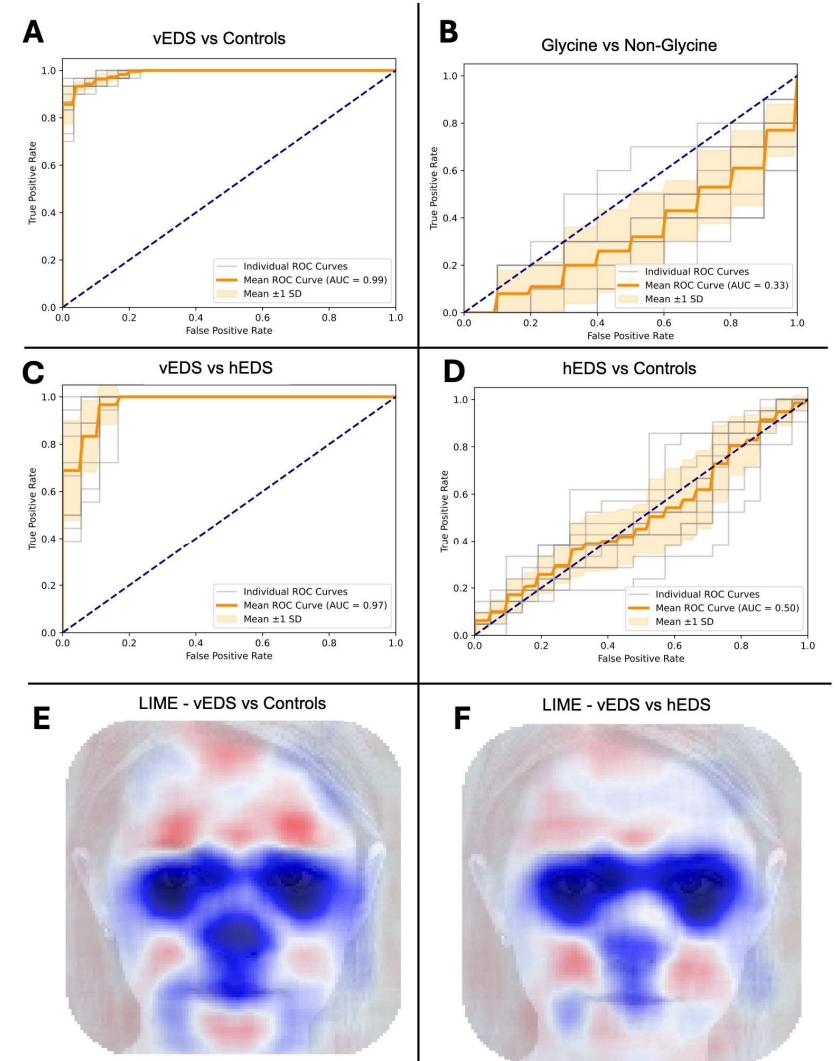 A
vEDS vs Controls
1.0
0.8
0.6
0.4
0.2
0.0
True Positive Rate
Individual ROC Curves
Mean ROC Curve (AUC = 0.99)
Mean ±1 SD
0.0 0.2 0.4 0.6 0.8 1.0
False Positive Rate
B
Glycine vs Non-Glycine
1.0
0.8
0.6
0.4
0.2
0.0
True Positive Rate
Individual ROC Curves
Mean ROC Curve (AUC = 0.33)
Mean ±1 SD
0.0 0.2 0.4 0.6 0.8 1.0
False Positive Rate
C
vEDS vs hEDS
1.0
0.8
0.6
0.4
0.2
0.0
True Positive Rate
Individual ROC Curves
Mean ROC Curve (AUC = 0.97)
Mean ±1 SD
0.0 0.2 0.4 0.6 0.8 1.0
False Positive Rate
D
hEDS vs Controls
1.0
0.8
0.6
0.4
0.2
0.0
True Positive Rate
Individual ROC Curves
Mean ROC Curve (AUC = 0.50)
Mean ±1 SD
0.0 0.2 0.4 0.6 0.8 1.0
False Positive Rate
E
LIME - vEDS vs Controls
F
LIME - vEDS vs hEDS